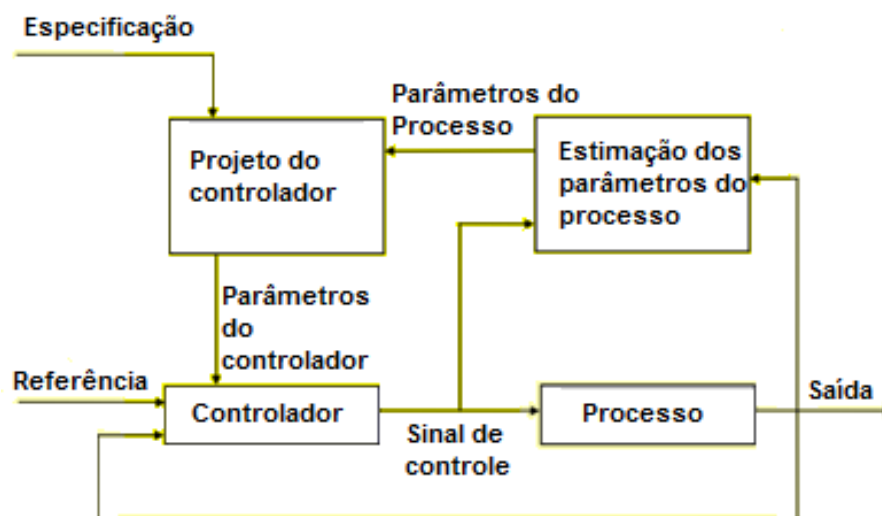 Especificação
Parâmetros do
Processo
Projeto do
controlador
Estimação dos
parâmetros do
processo
Parâmetros
do
controlador
Referência
Controlador
Sinal de
controle
Processo
Saída